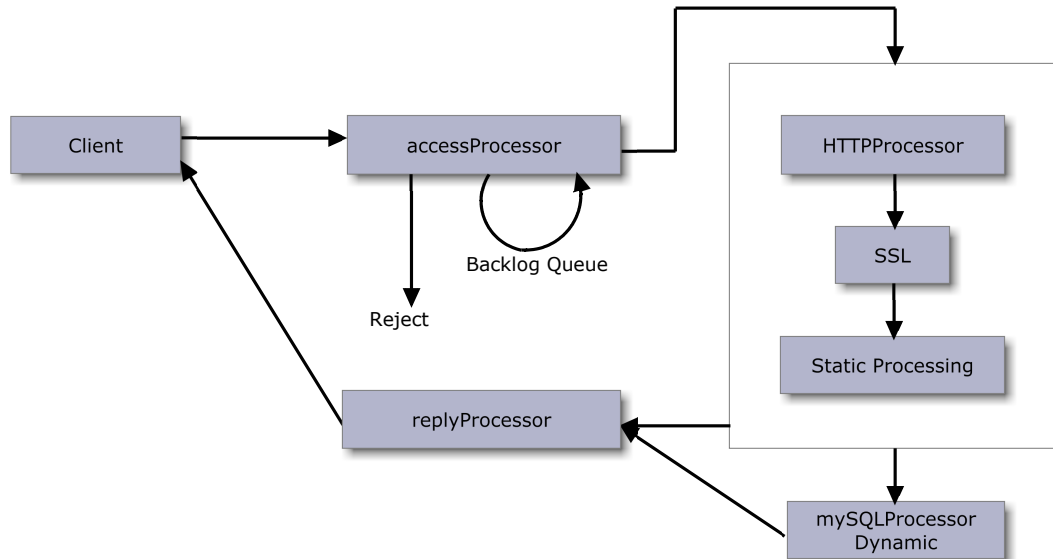 Client
accessProcessor
HTTPProcessor
SSL
Backlog Queue
Reject
Static Processing
replyProcessor
mySQLProcessor
Dynamic